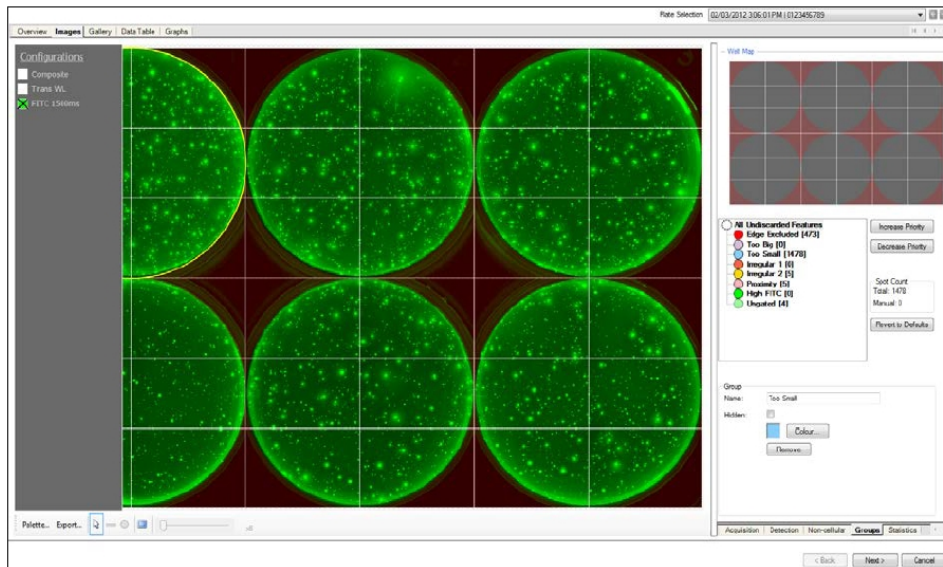 Plate Selection 02/03/2012 3:06:01 PM | 0123456789
Overview Images Gallery Data Table Graphs
Configurations
Composite
Trans WL
FITC 1500ms
Well Map
All Undiscarded Features
Edge Excluded [473]
Too Big [0]
Too Small [1478]
Irregular 1 [0]
Irregular 2 [5]
Proximity [5]
High FITC [0]
Ungated [4]
Increase Priority
Decrease Priority
Spot Count
Total: 1478
Manual: 0
Revert to Defaults
Group
Name: Too Small
Hidden:
Colour...
Remove
Palette... Export...
Acquisition Detection Non-cellular Groups Statistics
< Back Next > Cancel